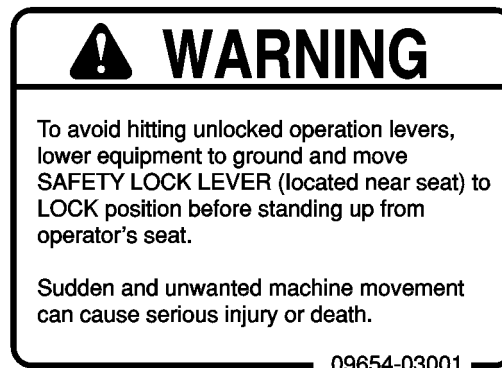 WARNING
To avoid hitting unlocked operation levers,
lower equipment to ground and move
SAFETY LOCK LEVER (located near seat) to
LOCK position before standing up from
operator's seat.
Sudden and unwanted machine movement
can cause serious injury or death.
09654-03001